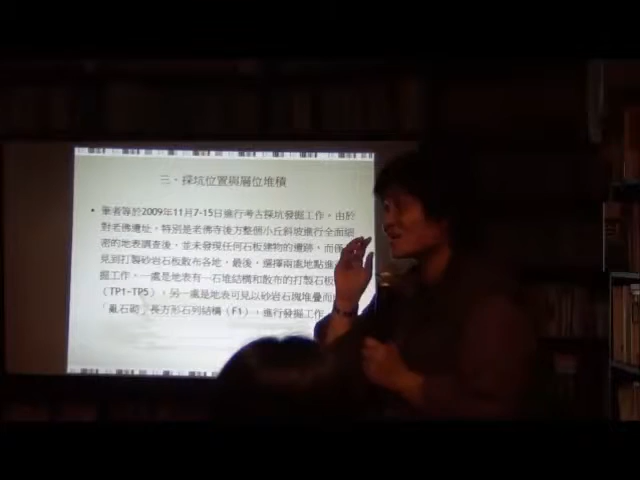 三、探坑位置與層位堆積
• 筆者等於2009年11月7-15日進行考古探坑發掘工作。由於
對老佛遺址，特別是老佛寺後方整個小丘斜坡進行全面細
密的地表調查後，並未發現任何石板建物的遺跡，而僅
見到打製砂岩石板散布各地。最後，選擇兩處地點進
掘工作。一處是地表有一石堆結構和散布的打製石板
（TP1-TP5），另一處是地表可見以砂岩石塊堆疊而
「亂石砌」長方形石列結構（F1），進行發掘工作